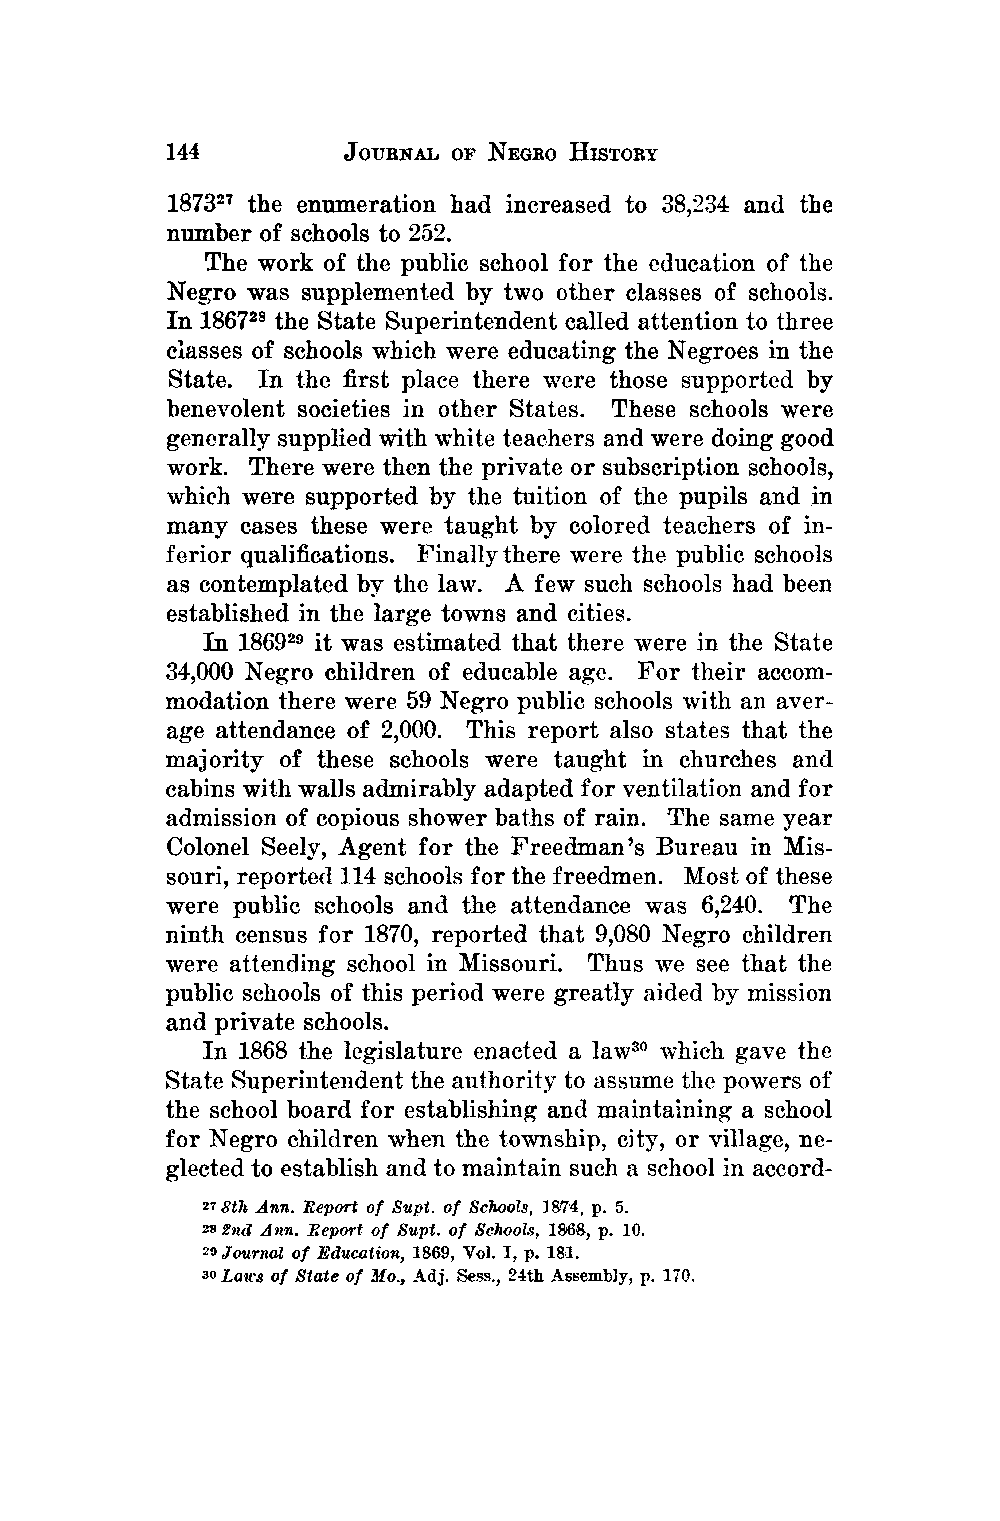 144 JOURNAL OF NEGRO HISTORY
1873²⁷ the enumeration had increased to 38,234 and the
number of schools to 252.
The work of the public school for the education of the
Negro was supplemented by two other classes of schools.
In 1867²⁸ the State Superintendent called attention to three
classes of schools which were educating the Negroes in the
State. In the first place there were those supported by
benevolent societies in other States. These schools were
generally supplied with white teachers and were doing good
work. There were then the private or subscription schools,
which were supported by the tuition of the pupils and in
many cases these were taught by colored teachers of in-
ferior qualifications. Finally there were the public schools
as contemplated by the law. A few such schools had been
established in the large towns and cities.
In 1869²⁹ it was estimated that there were in the State
34,000 Negro children of educable age. For their accom-
modation there were 59 Negro public schools with an aver-
age attendance of 2,000. This report also states that the
majority of these schools were taught in churches and
cabins with walls admirably adapted for ventilation and for
admission of copious shower baths of rain. The same year
Colonel Seely, Agent for the Freedman's Bureau in Mis-
souri, reported 114 schools for the freedmen. Most of these
were public schools and the attendance was 6,240. The
ninth census for 1870, reported that 9,080 Negro children
were attending school in Missouri. Thus we see that the
public schools of this period were greatly aided by mission
and private schools.
In 1868 the legislature enacted a law³⁰ which gave the
State Superintendent the authority to assume the powers of
the school board for establishing and maintaining a school
for Negro children when the township, city, or village, ne-
glected to establish and to maintain such a school in accord-
²⁷ 8th Ann. Report of Supt. of Schools, 1874, p. 5.
²⁸ 2nd Ann. Report of Supt. of Schools, 1868, p. 10.
²⁹ Journal of Education, 1869, Vol. I, p. 181.
³⁰ Laws of State of Mo., Adj. Sess., 24th Assembly, p. 170.